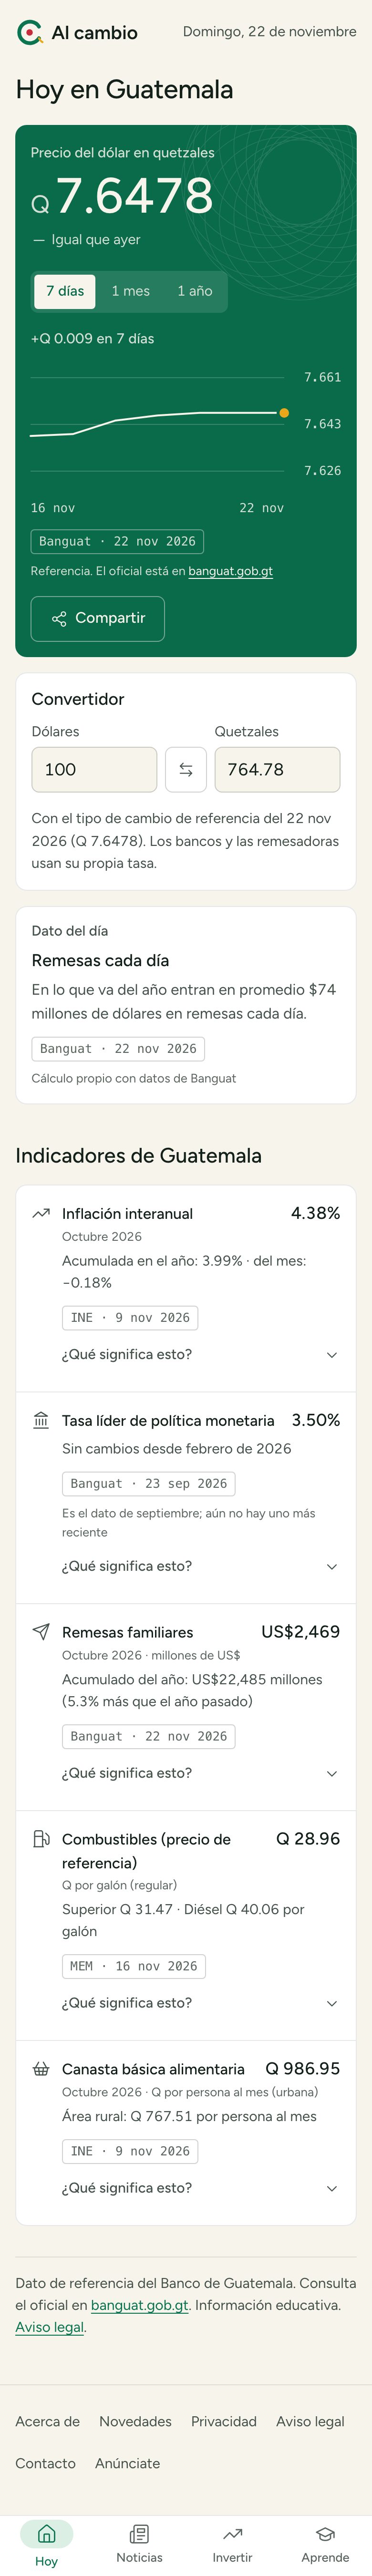 Al cambio
Domingo, 22 de noviembre
Hoy en Guatemala
Precio del dólar en quetzales
Q 7.6478
— Igual que ayer
7 días 1 mes 1 año
+Q 0.009 en 7 días
7.661
7.643
7.626
16 nov 22 nov
Banguat · 22 nov 2026
Referencia. El oficial está en banguat.gob.gt
Compartir
Convertidor
Dólares Quetzales
100 764.78
Con el tipo de cambio de referencia del 22 nov
2026 (Q 7.6478). Los bancos y las remesadoras
usan su propia tasa.
Dato del día
Remesas cada día
En lo que va del año entran en promedio $74
millones de dólares en remesas cada día.
Banguat · 22 nov 2026
Cálculo propio con datos de Banguat
Indicadores de Guatemala
Inflación interanual 4.38%
Octubre 2026
Acumulada en el año: 3.99% · del mes:
−0.18%
INE · 9 nov 2026
¿Qué significa esto?
Tasa líder de política monetaria 3.50%
Sin cambios desde febrero de 2026
Banguat · 23 sep 2026
Es el dato de septiembre; aún no hay uno más
reciente
¿Qué significa esto?
Remesas familiares US$2,469
Octubre 2026 · millones de US$
Acumulado del año: US$22,485 millones
(5.3% más que el año pasado)
Banguat · 22 nov 2026
¿Qué significa esto?
Combustibles (precio de Q 28.96
referencia)
Q por galón (regular)
Superior Q 31.47 · Diésel Q 40.06 por
galón
MEM · 16 nov 2026
¿Qué significa esto?
Canasta básica alimentaria Q 986.95
Octubre 2026 · Q por persona al mes (urbana)
Área rural: Q 767.51 por persona al mes
INE · 9 nov 2026
¿Qué significa esto?
Dato de referencia del Banco de Guatemala. Consulta
el oficial en banguat.gob.gt. Información educativa.
Aviso legal.
Acerca de Novedades Privacidad Aviso legal
Contacto Anúnciate
Hoy Noticias Invertir Aprende